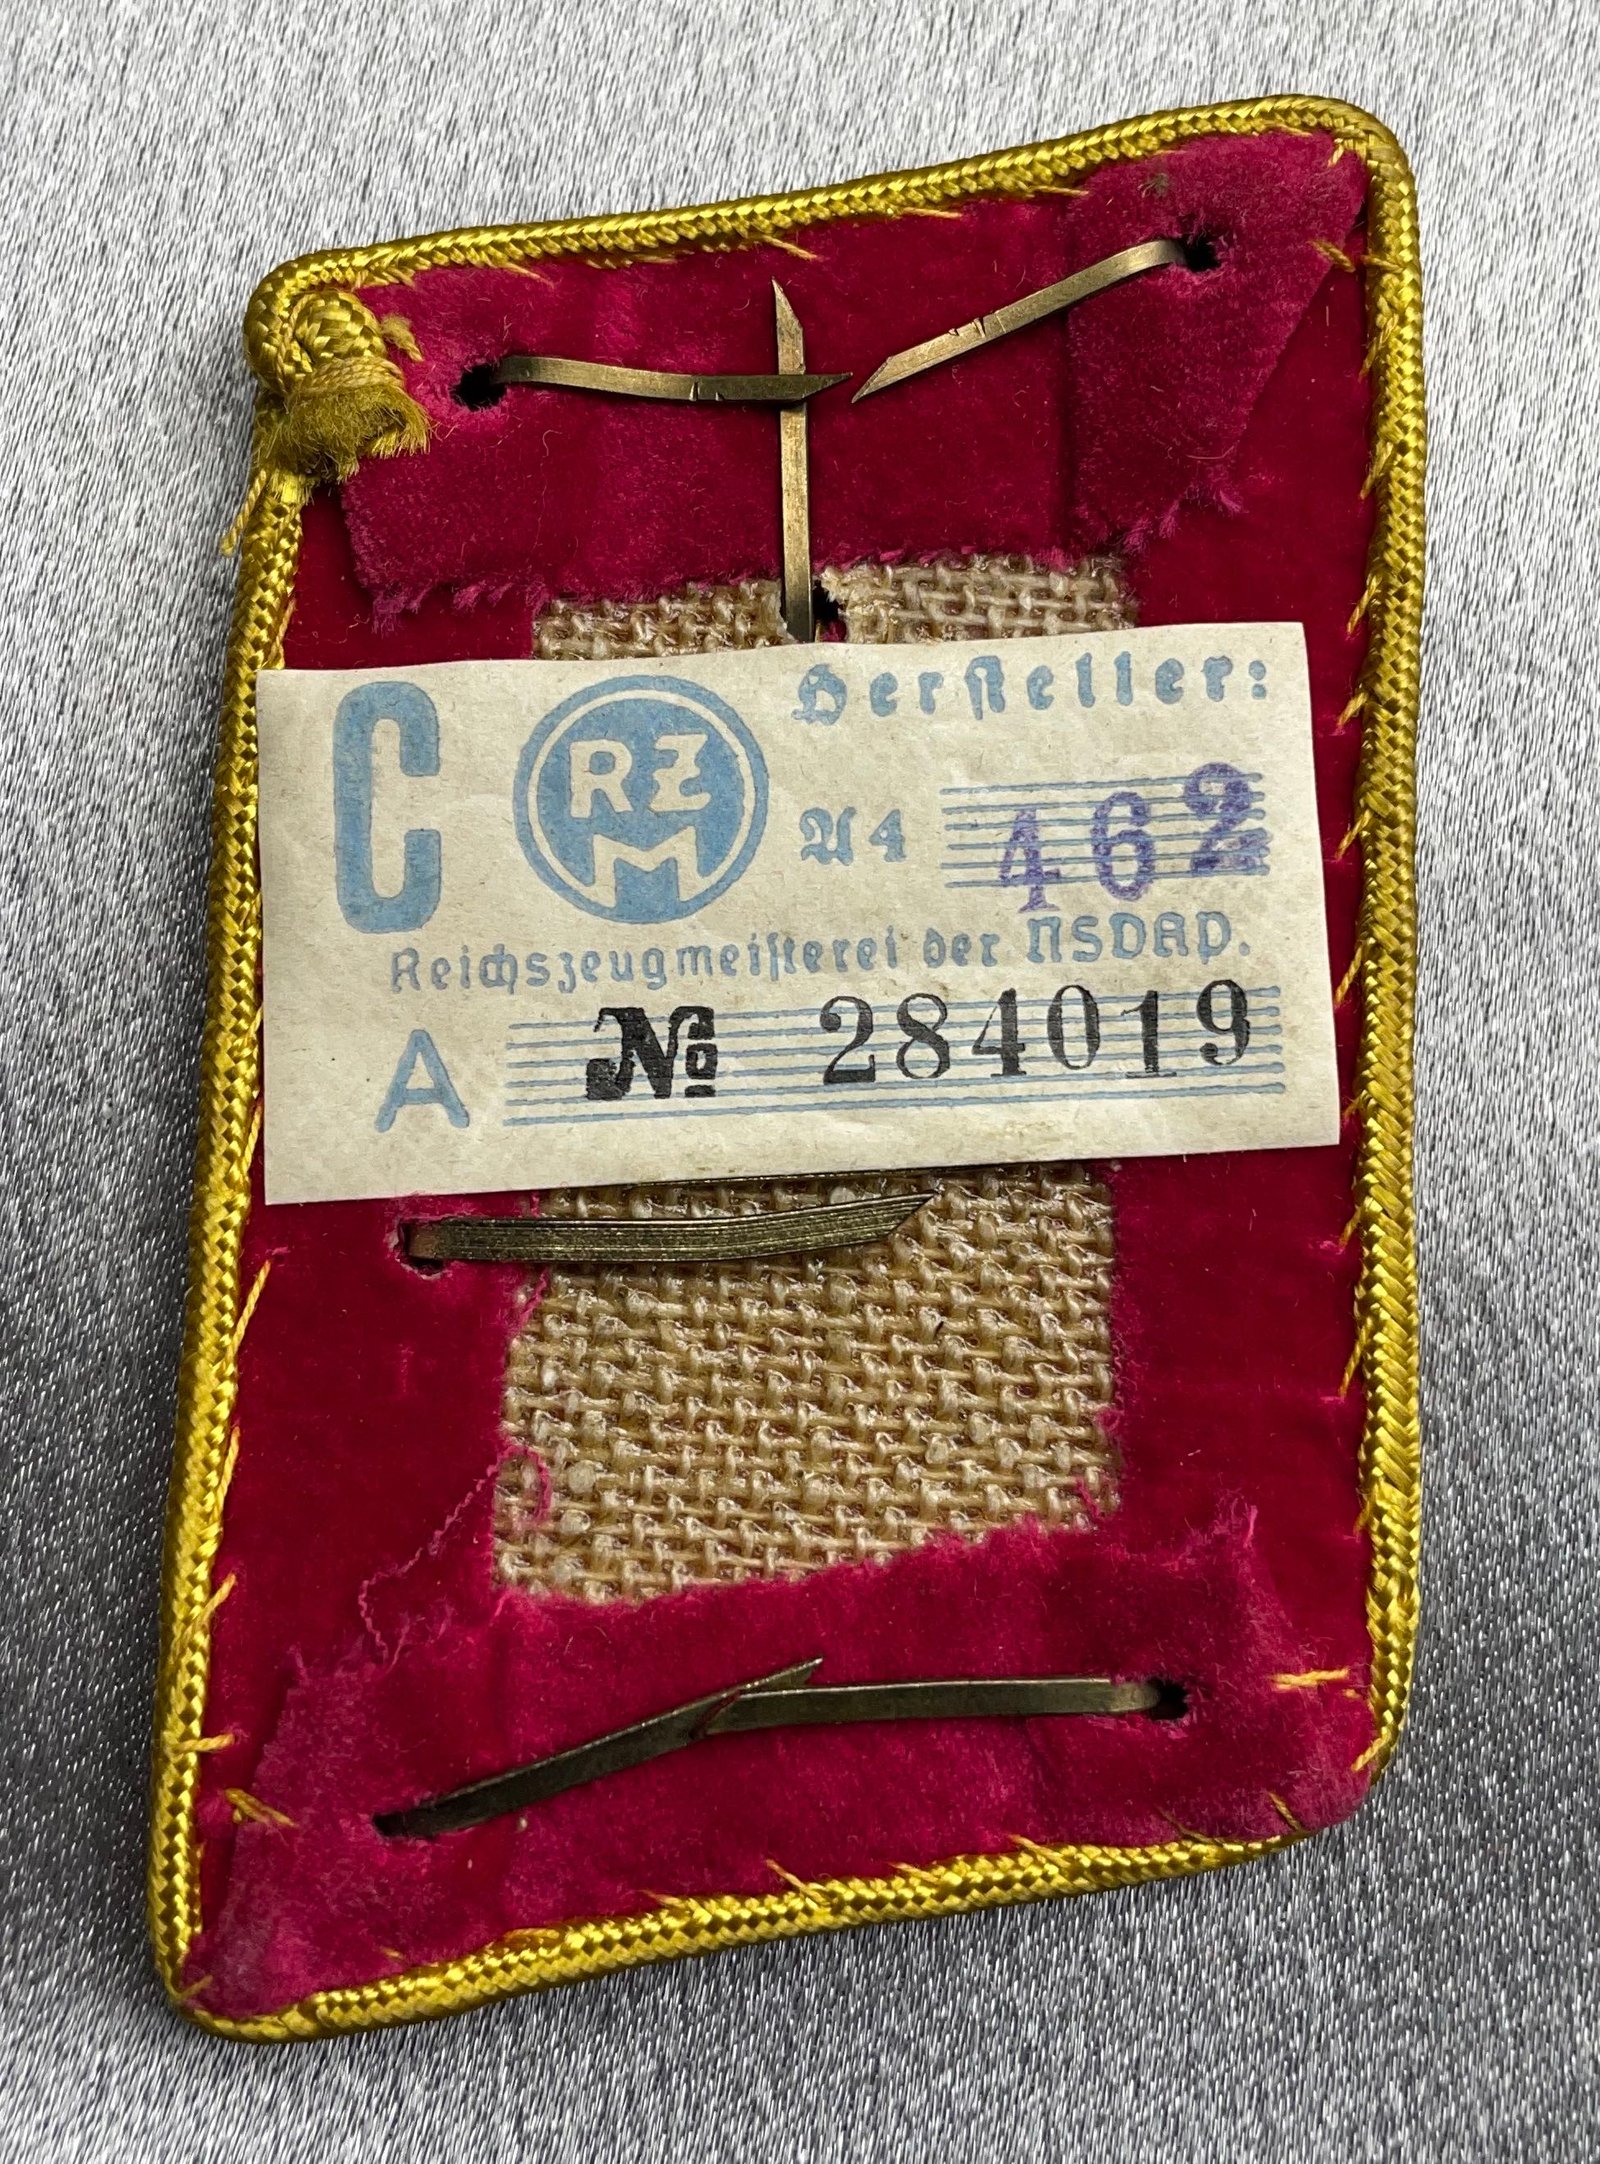 C RZM Hersteller:
A4 462
Reichszeugmeisterei der NSDAP.
A № 284019